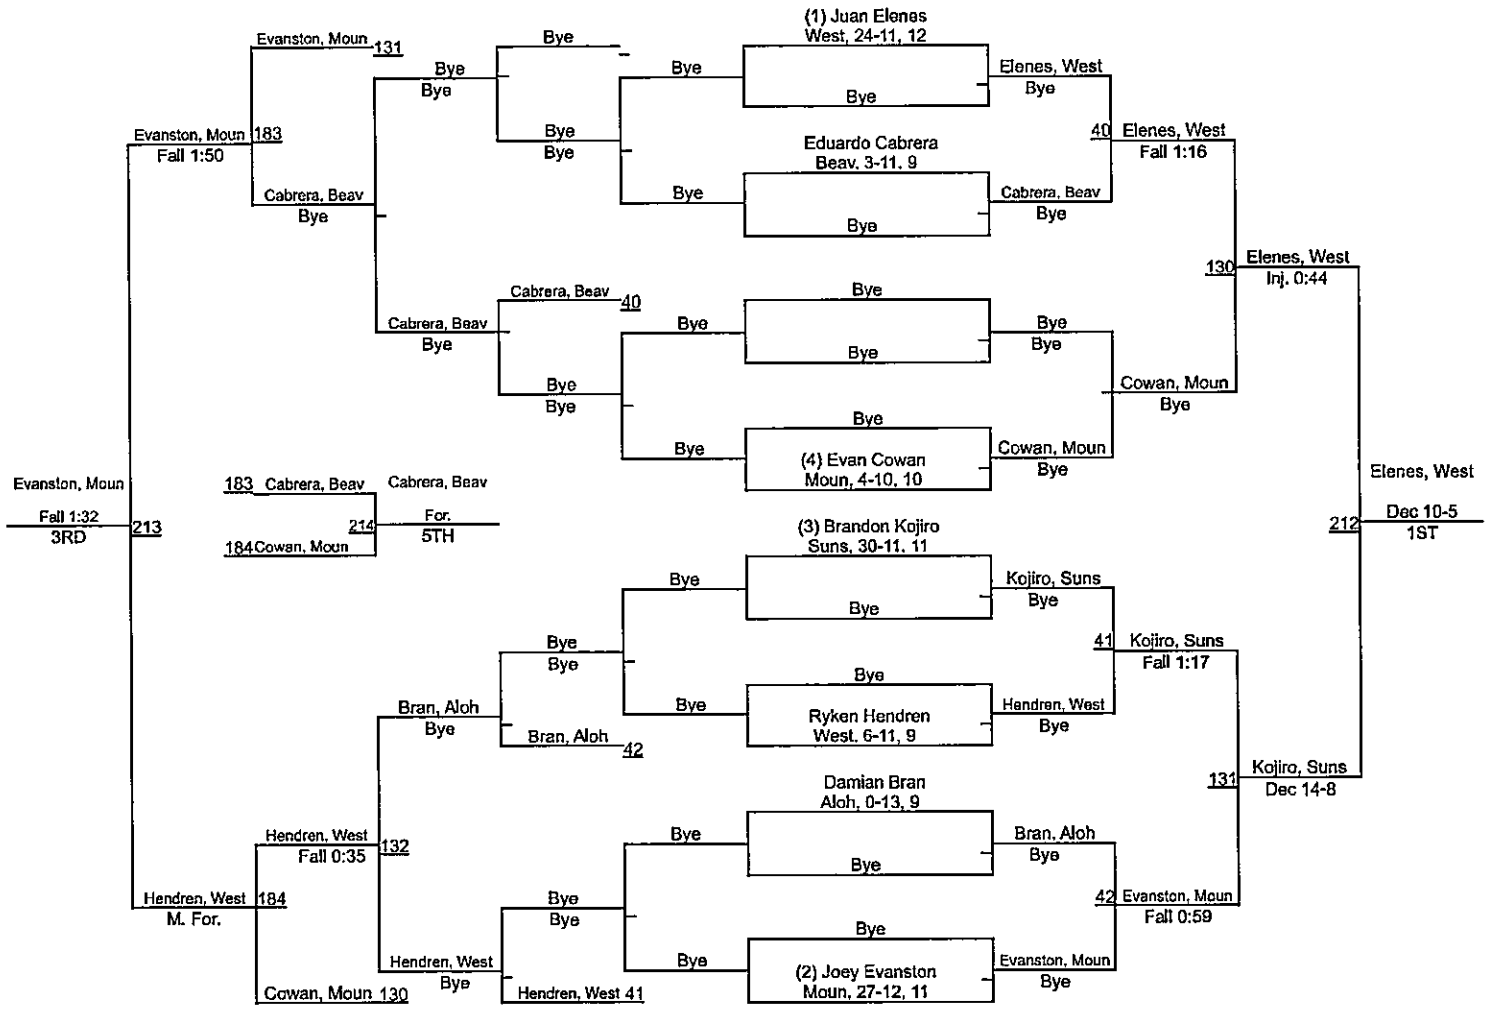 (1) Juan Elenes
West, 24-11, 12
Evanston, Moun 131
Bye
Bye
Bye
Bye
Elenes, West
Bye
Bye
Evanston, Moun 183
Fall 1:50
Bye
Bye
Eduardo Cabrera
Beav. 3-11. 9
40 Elenes, West
Fall 1:16
Cabrera, Beav
Bye
Bye
Bye
Cabrera, Beav
Bye
130 Elenes, West
Inj. 0:44
Cabrera, Beav 40
Bye
Cabrera, Beav
Bye
Bye
Bye
Bye
Bye
Bye
Bye
Cowan, Moun
Bye
Bye
Bye
(4) Evan Cowan
Moun, 4-10, 10
Cowan, Moun
Bye
Evanston, Moun
Fall 1:32
3RD
213
183 Cabrera, Beav
184 Cowan, Moun
214
Cabrera, Beav
For.
5TH
Elenes, West
212
Dec 10-5
1ST
(3) Brandon Kojiro
Suns, 30-11. 11
Bye
Bye
Kojiro, Suns
Bye
Bye
Bye
41 Kojiro, Suns
Fall 1:17
Bye
Bye
Ryken Hendren
West. 6-11, 9
Hendren, West
Bye
Bran, Aloh
Bye
Bran, Aloh 42
131 Kojiro, Suns
Dec 14-8
Damian Bran
Aloh, 0-13, 9
Hendren, West
Fall 0:35
132
Bye
Bye
Bran, Aloh
Bye
Hendren, West 184
M. For.
Bye
Bye
42 Evanston, Moun
Fall 0:59
Bye
Hendren, West
Bye
Bye
(2) Joey Evanston
Moun, 27-12, 11
Evanston, Moun
Bye
Cowan, Moun 130
Hendren, West 41